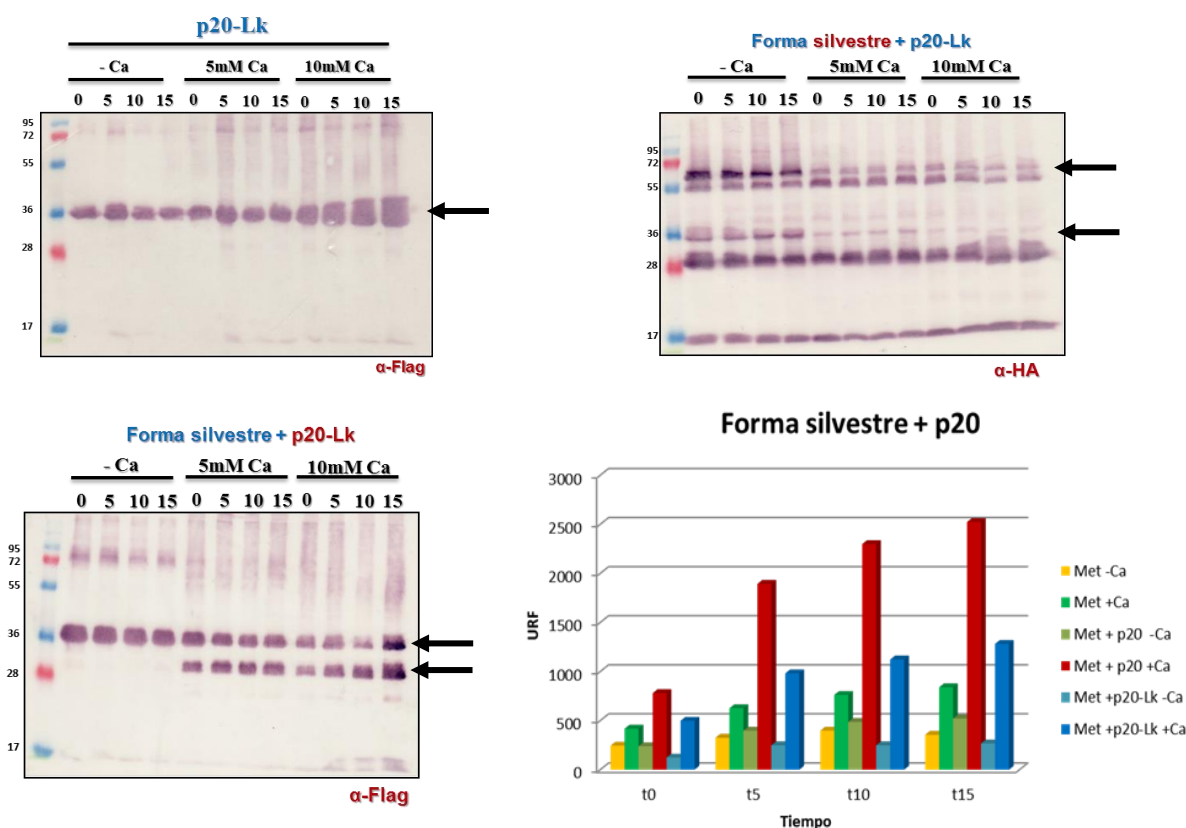 p20-Lk
- Ca 5mM Ca 10mM Ca
0 5 10 15 0 5 10 15 0 5 10 15
95
72
55
36
28
17
α-Flag
Forma silvestre + p20-Lk
- Ca 5mM Ca 10mM Ca
0 5 10 15 0 5 10 15 0 5 10 15
95
72
55
36
28
17
α-HA
Forma silvestre + p20-Lk
- Ca 5mM Ca 10mM Ca
0 5 10 15 0 5 10 15 0 5 10 15
95
72
55
36
28
17
α-Flag
Forma silvestre + p20
3000
2500
2000
1500
1000
500
0
URF
t0 t5 t10 t15
Tiempo
Met -Ca
Met +Ca
Met + p20 -Ca
Met + p20 +Ca
Met +p20-Lk -Ca
Met +p20-Lk +Ca